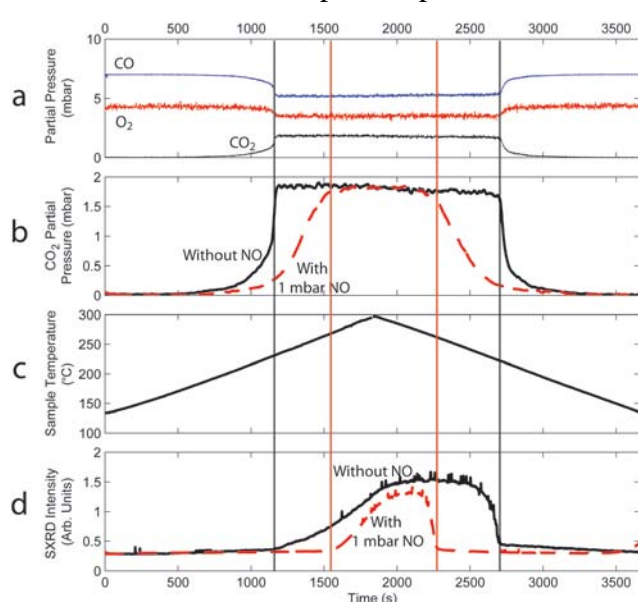 0 500 1000 1500 2000 2500 3000 3500
a
Partial Pressure
(mbar)
10
5
0
CO
O₂
CO₂
b
CO₂ Partial
Pressure (mbar)
2
1.5
1
0.5
0
Without NO
With
1 mbar NO
c
Sample Temperature
(°C)
300
250
200
150
100
d
SXRD Intensity
(Arb. Units)
2
1.5
1
0.5
0
Without NO
With
1 mbar NO
0 500 1000 1500 2000 2500 3000 3500
Time (s)